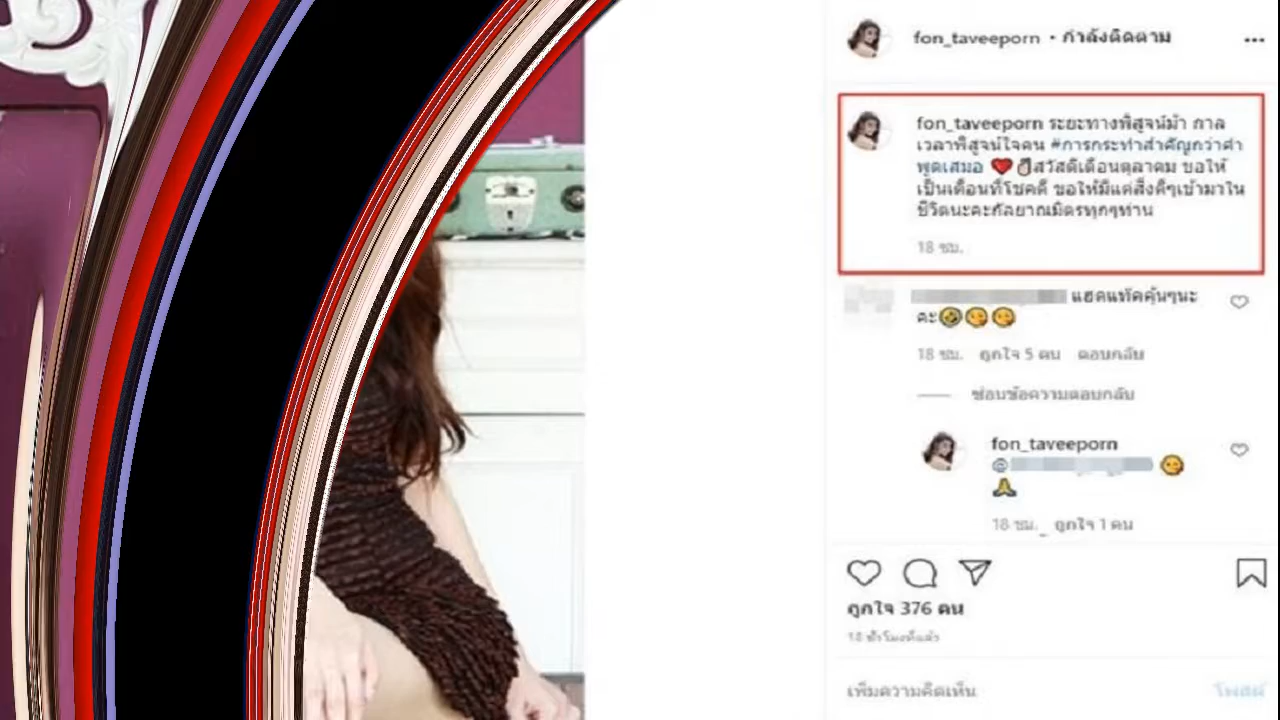 fon_taveeporn • กำลังติดตาม
fon_taveeporn ระยะทางพิสูจน์ม้า กาล
เวลาพิสูจน์ใจคน #การกระทำสำคัญกว่าคำ
พูดเสมอ ❤️ สวัสดีเดือนตุลาคม ขอให้
เป็นเดือนที่โชคดี ขอให้มีแต่สิ่งดีๆเข้ามาใน
ชีวิตนะคะกัลยาณมิตรทุกๆท่าน
18 ชม.
แฮดแท้คคุ้นๆนะ
คะ🤣😘😘
18 ชม. ถูกใจ 5 คน ตอบกลับ
ซ่อนข้อความตอบกลับ
fon_taveeporn
@ 😘
🙏
18 ชม. ถูกใจ 1 คน
ถูกใจ 376 คน
18 ชั่วโมงที่แล้ว
เพิ่มความคิดเห็น
โพสต์